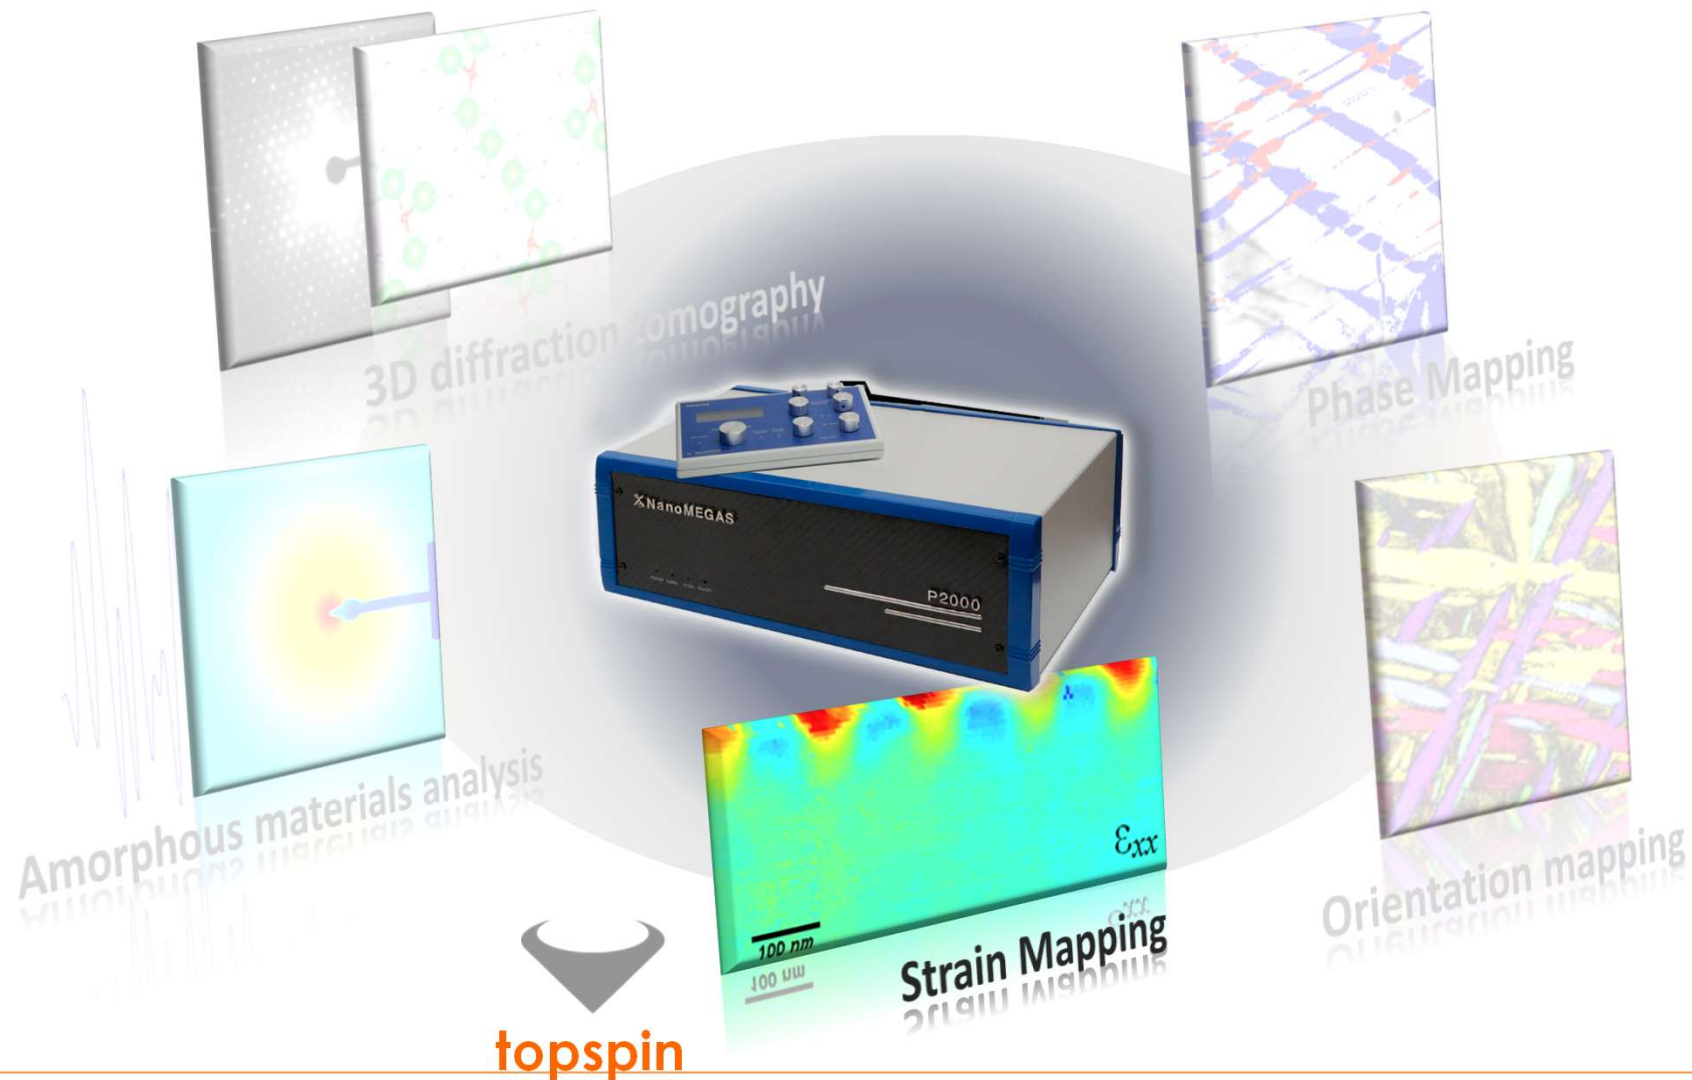 3D diffraction tomography
Phase Mapping
NanoMEGAS
P2000
Amorphous materials analysis
Orientation mapping
εxx
100 nm
Strain Mapping
topspin